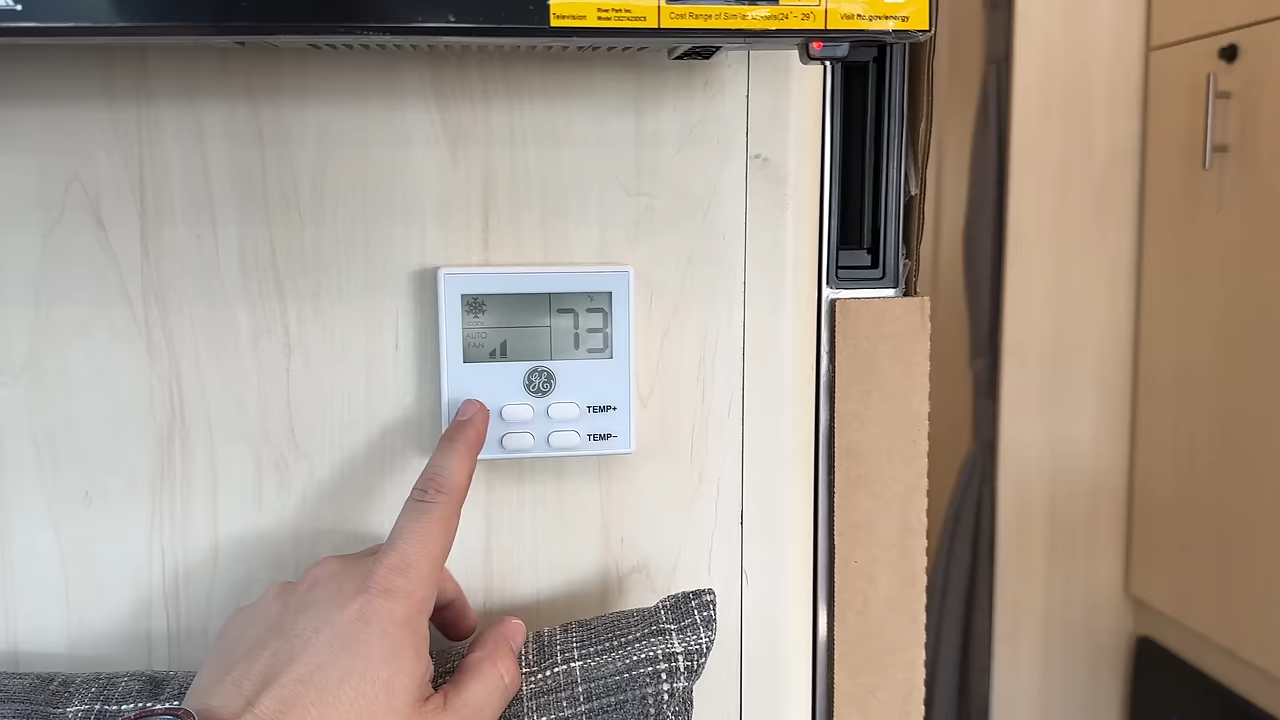 Television
River Park Inc.
Cost Range of Similar Models(24"- 29")
Visit ftc.gov/energy
°F
COOL
73
AUTO
FAN
GE
TEMP+
TEMP−